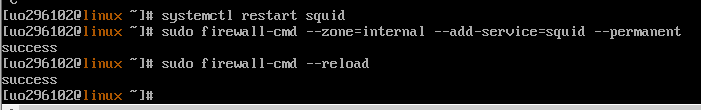 [uo296102@linux ~]# systemctl restart squid
[uo296102@linux ~]# sudo firewall-cmd --zone=internal --add-service=squid --permanent
success
[uo296102@linux ~]# sudo firewall-cmd --reload
success
[uo296102@linux ~]#